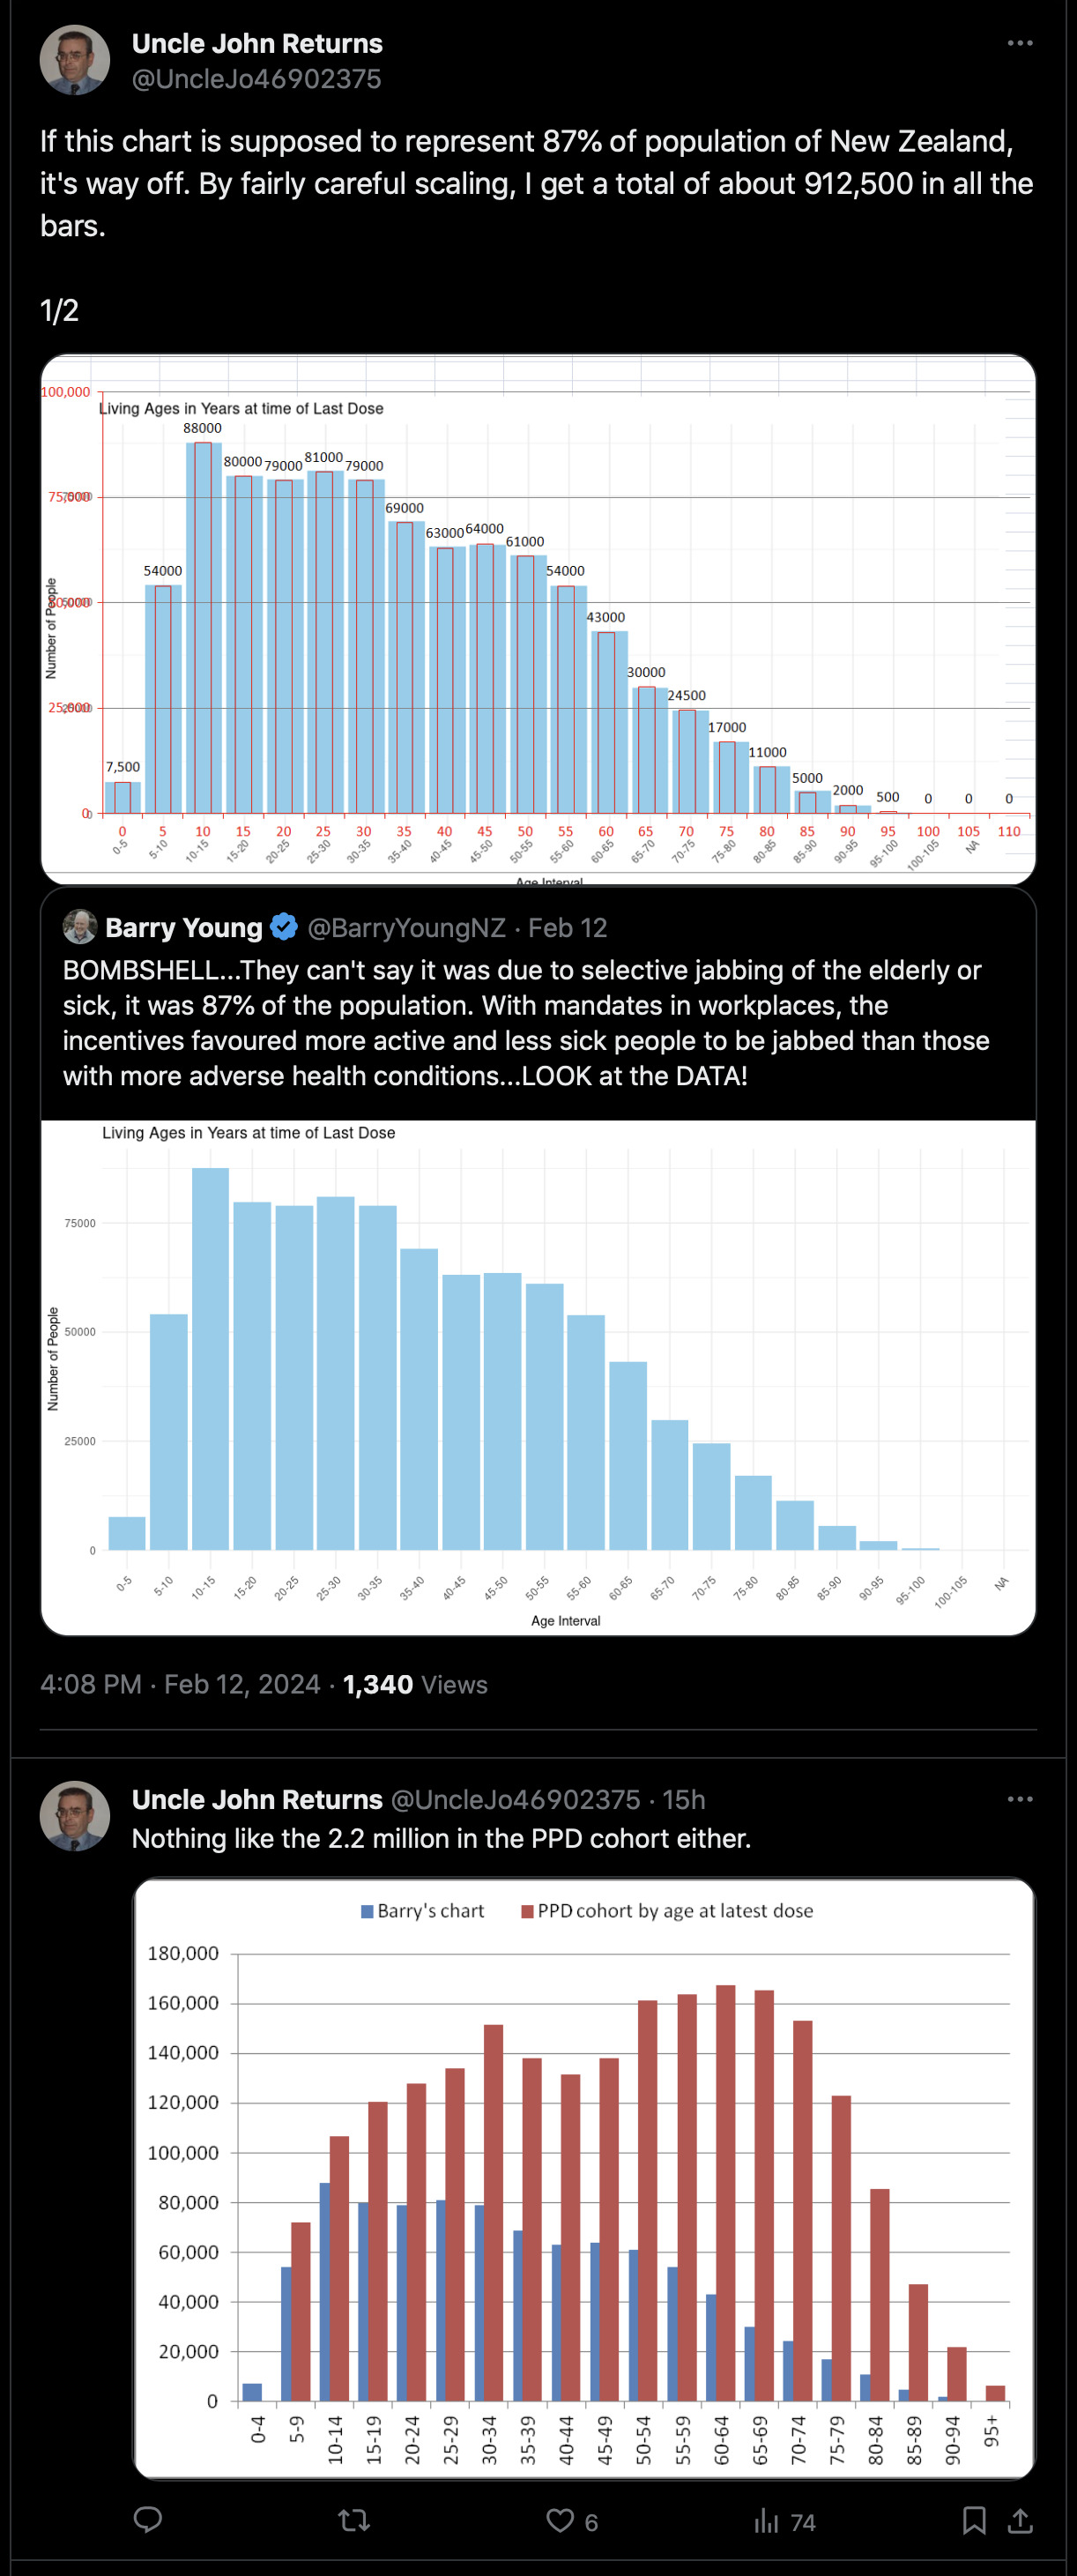 Uncle John Returns
@UncleJo46902375
If this chart is supposed to represent 87% of population of New Zealand,
it's way off. By fairly careful scaling, I get a total of about 912,500 in all the
bars.
1/2
100,000
Living Ages in Years at time of Last Dose
88000
80000 79000 81000 79000
69000
63000 64000 61000
54000
54000
43000
30000
24500
17000
11000
7,500
5000
2000
500
0 0 0
Number of People
0
0 5 10 15 20 25 30 35 40 45 50 55 60 65 70 75 80 85 90 95 100 105 110
0-5 5-10 10-15 15-20 20-25 25-30 30-35 35-40 40-45 45-50 50-55 55-60 60-65 65-70 70-75 75-80 80-85 85-90 90-95 95-100 100-105 NA
Age Interval
Barry Young @BarryYoungNZ · Feb 12
BOMBSHELL...They can't say it was due to selective jabbing of the elderly or
sick, it was 87% of the population. With mandates in workplaces, the
incentives favoured more active and less sick people to be jabbed than those
with more adverse health conditions...LOOK at the DATA!
Living Ages in Years at time of Last Dose
75000
50000
25000
0
Number of People
0-5 5-10 10-15 15-20 20-25 25-30 30-35 35-40 40-45 45-50 50-55 55-60 60-65 65-70 70-75 75-80 80-85 85-90 90-95 95-100 100-105 NA
Age Interval
4:08 PM · Feb 12, 2024 · 1,340 Views
Uncle John Returns @UncleJo46902375 · 15h
Nothing like the 2.2 million in the PPD cohort either.
Barry's chart PPD cohort by age at latest dose
180,000
160,000
140,000
120,000
100,000
80,000
60,000
40,000
20,000
0
0-4 5-9 10-14 15-19 20-24 25-29 30-34 35-39 40-44 45-49 50-54 55-59 60-64 65-69 70-74 75-79 80-84 85-89 90-94 95+
6
74